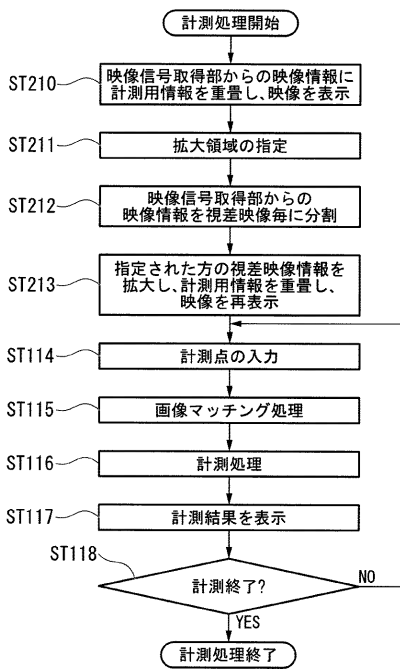 計測処理開始
ST210
映像信号取得部からの映像情報に
計測用情報を重畳し、映像を表示
ST211
拡大領域の指定
ST212
映像信号取得部からの
映像情報を視差映像毎に分割
ST213
指定された方の視差映像情報を
拡大し、計測用情報を重畳し、
映像を再表示
ST114
計測点の入力
ST115
画像マッチング処理
ST116
計測処理
ST117
計測結果を表示
ST118
計測終了?
NO
YES
計測処理終了